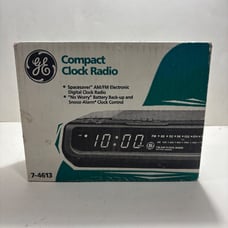 GE
Compact
Clock Radio
• Spacesaver™ AM/FM Electronic
Digital Clock Radio
• "No Worry" Battery Back-up and
Snooz-Alarm® Clock Control
10:00
7-4613